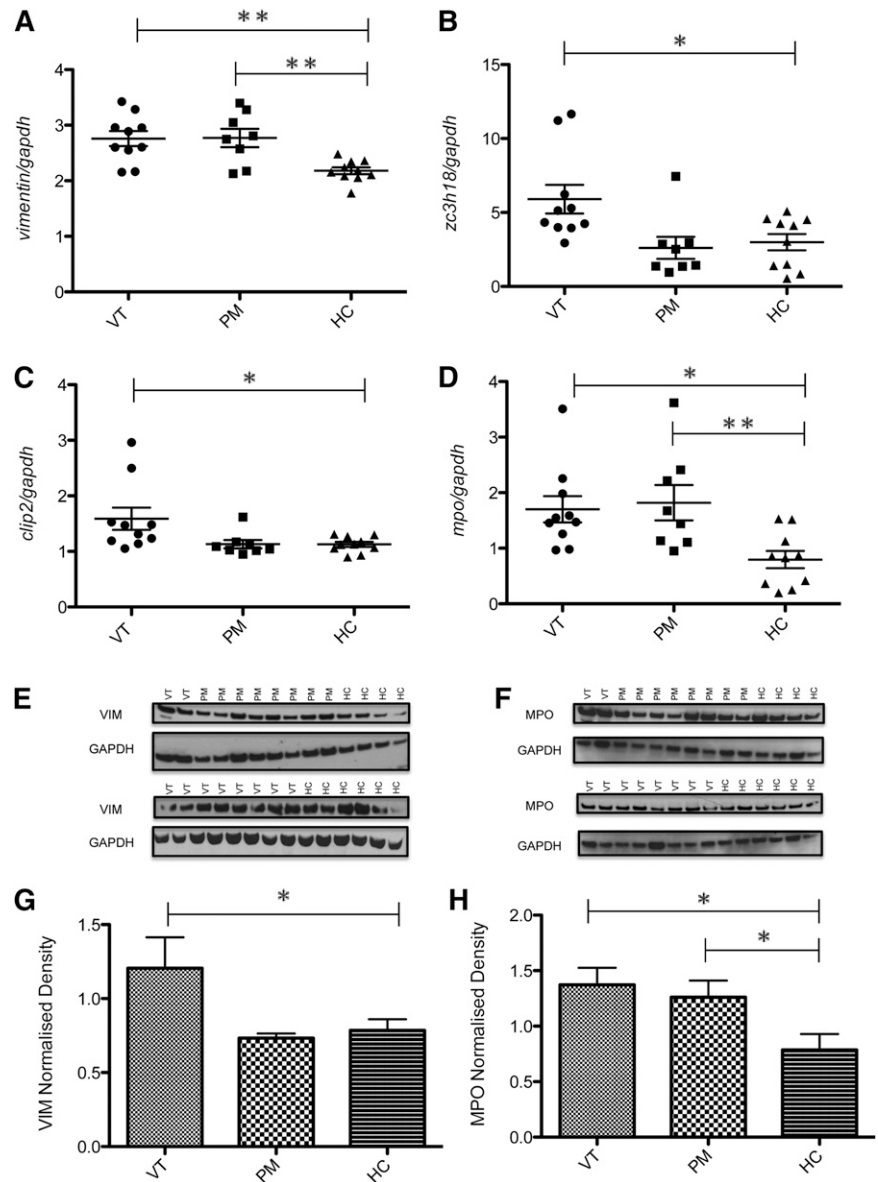 A
**
**
vimentin/gapdh
4
3
2
1
0
VT PM HC
B
*
zc3h18/gapdh
15
10
5
0
VT PM HC
C
*
clip2/gapdh
4
3
2
1
0
VT PM HC
D
*
**
mpo/gapdh
4
3
2
1
0
VT PM HC
E
VT VT PM PM PM PM PM PM PM PM HC HC HC HC
VIM
GAPDH
VT VT VT VT VT VT VT VT HC HC HC HC HC HC
VIM
GAPDH
F
VT VT PM PM PM PM PM PM PM PM HC HC HC HC
MPO
GAPDH
VT VT VT VT VT VT VT VT HC HC HC HC HC HC
MPO
GAPDH
G
*
VIM Normalised Density
1.5
1.0
0.5
0.0
VT PM HC
H
*
*
MPO Normalised Density
2.0
1.5
1.0
0.5
0.0
VT PM HC